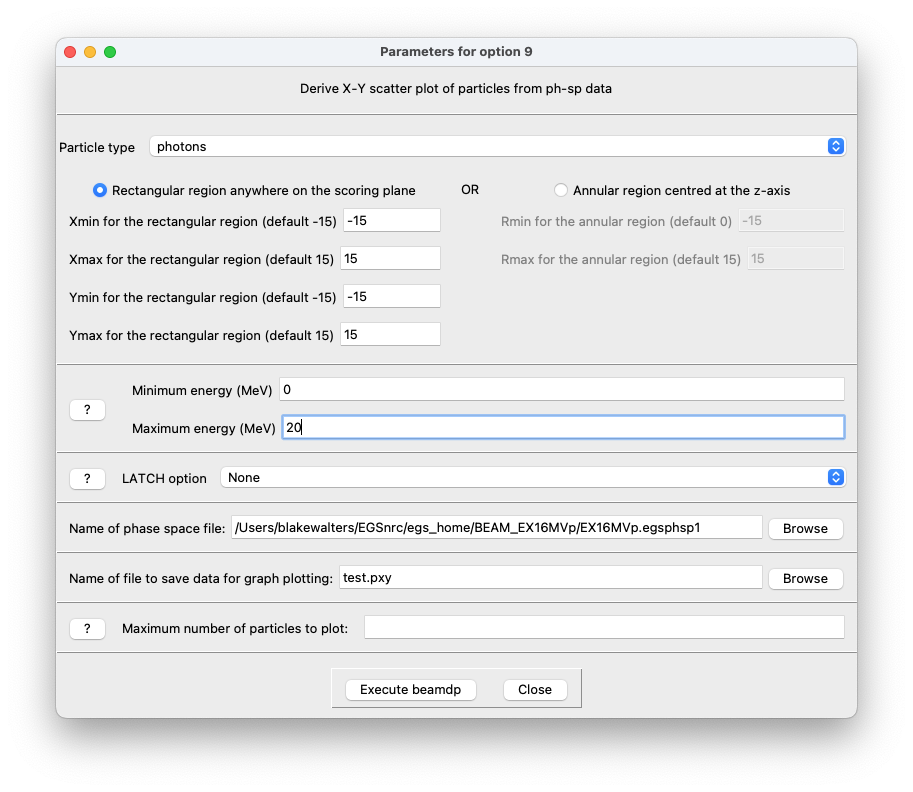 Parameters for option 9
Derive X-Y scatter plot of particles from ph-sp data
Particle type photons
Rectangular region anywhere on the scoring plane OR Annular region centred at the z-axis
Xmin for the rectangular region (default -15) -15 Rmin for the annular region (default 0) -15
Xmax for the rectangular region (default 15) 15 Rmax for the annular region (default 15) 15
Ymin for the rectangular region (default -15) -15
Ymax for the rectangular region (default 15) 15
Minimum energy (MeV) 0
?
Maximum energy (MeV) 20
? LATCH option None
Name of phase space file: /Users/blakewalters/EGSnrc/egs_home/BEAM_EX16MVp/EX16MVp.egsphsp1 Browse
Name of file to save data for graph plotting: test.pxy Browse
? Maximum number of particles to plot:
Execute beamdp Close